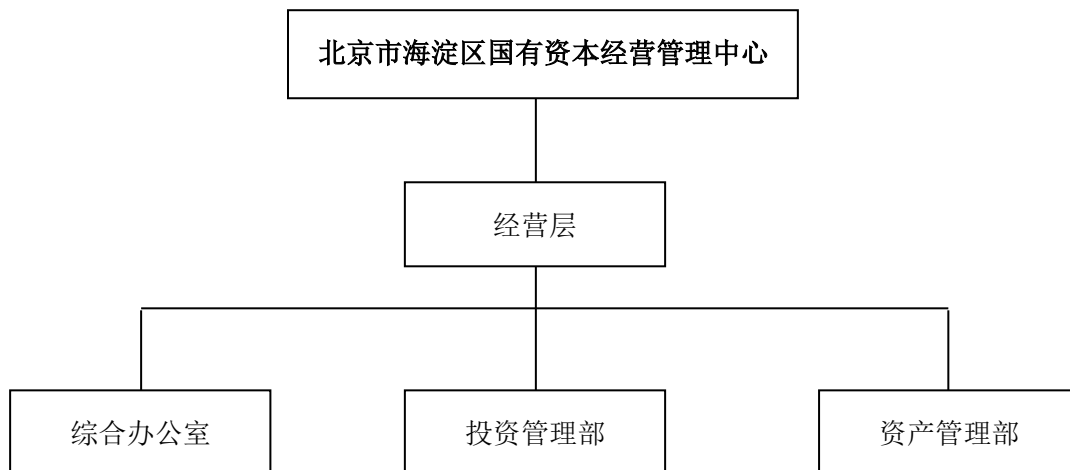 北京市海淀区国有资本经营管理中心
经营层
综合办公室
投资管理部
资产管理部